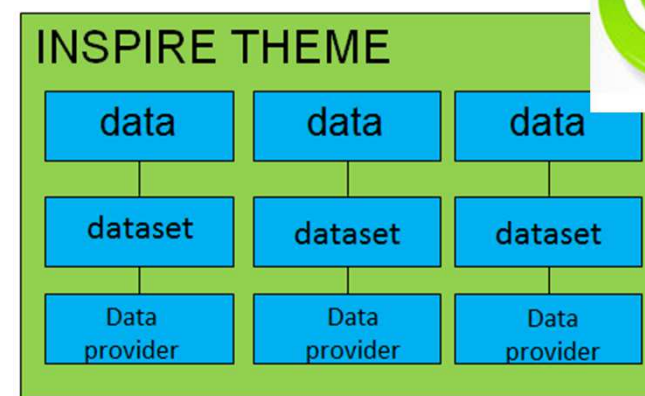 INSPIRE THEME
data data data
dataset dataset dataset
Data Data Data
provider provider provider